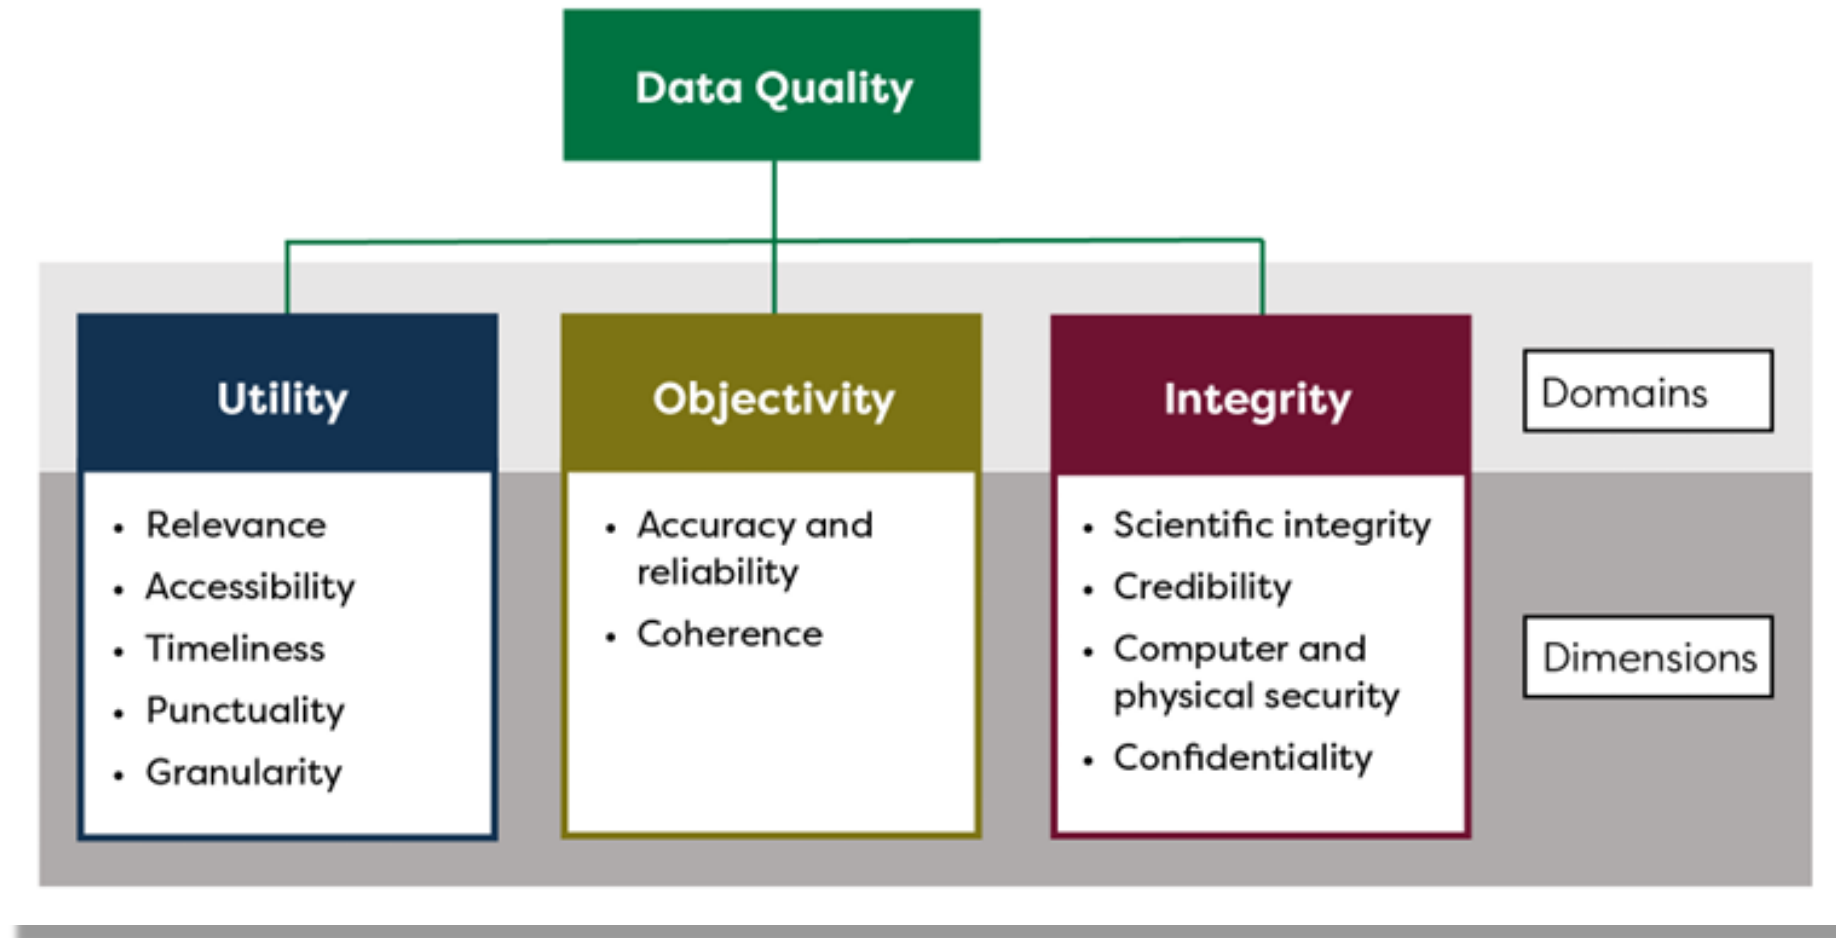 Data Quality
Utility
Objectivity
Integrity
Domains
• Relevance
• Accessibility
• Timeliness
• Punctuality
• Granularity
• Accuracy and
reliability
• Coherence
• Scientific integrity
• Credibility
• Computer and
physical security
• Confidentiality
Dimensions